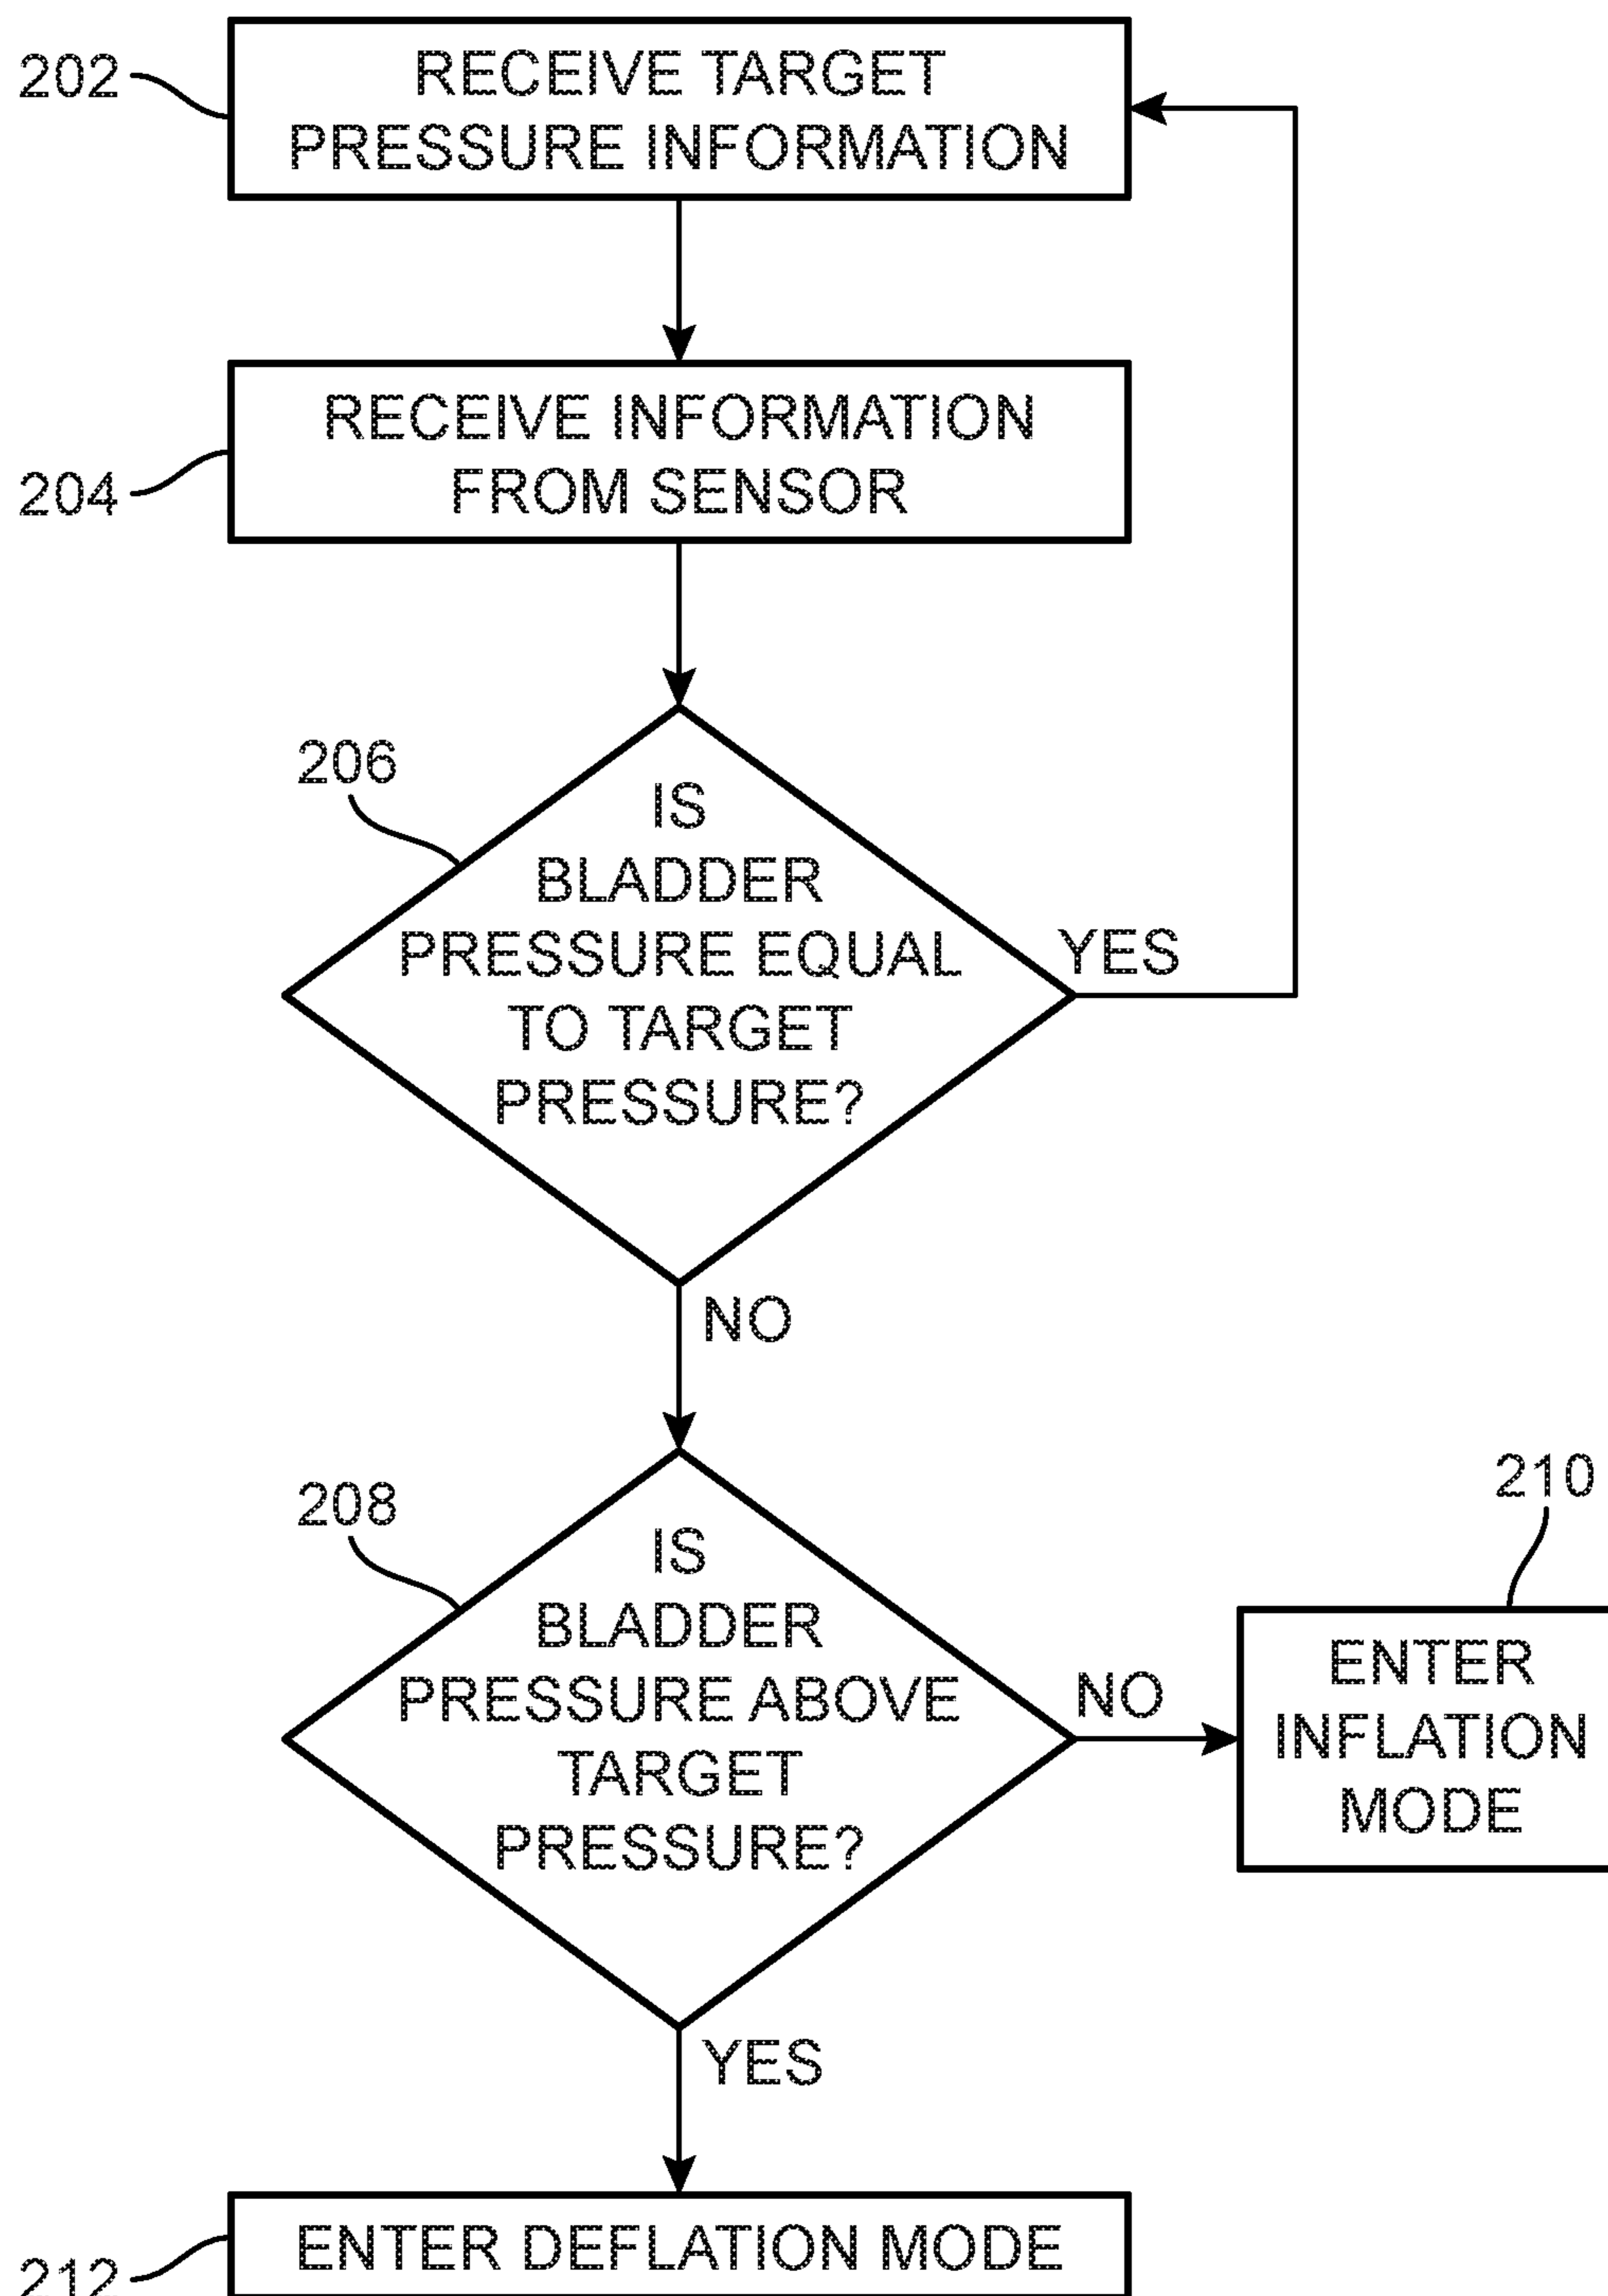 202
RECEIVE TARGET
PRESSURE INFORMATION
204
RECEIVE INFORMATION
FROM SENSOR
206
IS
BLADDER
PRESSURE EQUAL
TO TARGET
PRESSURE?
YES
NO
208
IS
BLADDER
PRESSURE ABOVE
TARGET
PRESSURE?
NO
210
ENTER
INFLATION
MODE
YES
212
ENTER DEFLATION MODE